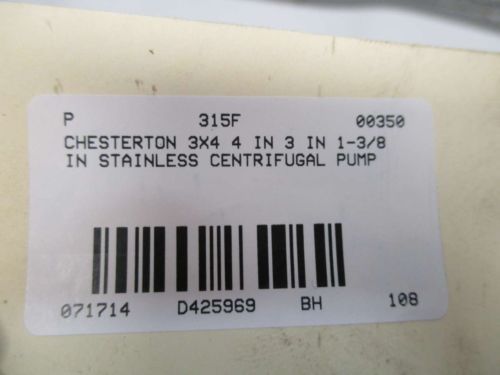 P 315F 00350
CHESTERTON 3X4 4 IN 3 IN 1-3/8
IN STAINLESS CENTRIFUGAL PUMP
071714 D425969 BH 108